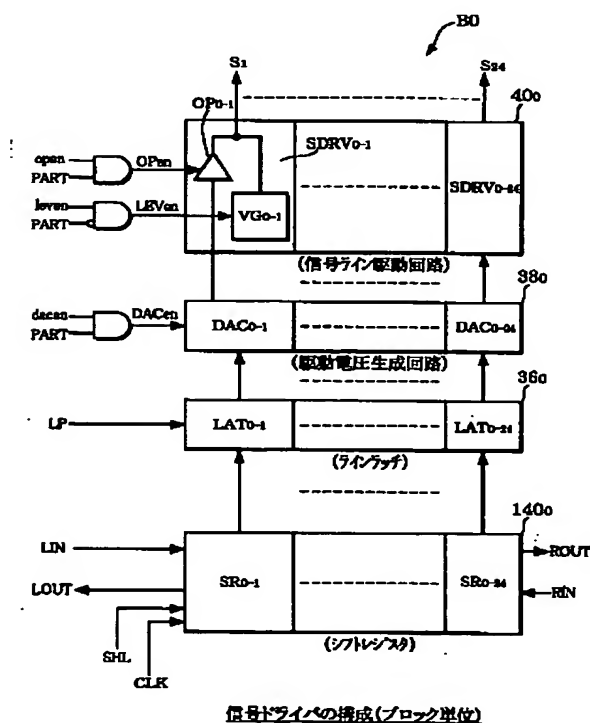 B0
S1
S24
OP0-1
400
SDRV0-1
SDRV0-24
open
PART
OPen
leven
PART
LEVen
VG0-1
(信号ライン駆動回路)
380
dacen
PART
DACen
DAC0-1
DAC0-24
(駆動電圧生成回路)
360
LP
LAT0-1
LAT0-24
(ラインラッチ)
1400
LIN
ROUT
SR0-1
SR0-24
LOUT
RIN
SHL
CLK
(シフトレジスタ)
信号ドライバの構成(ブロック単位)